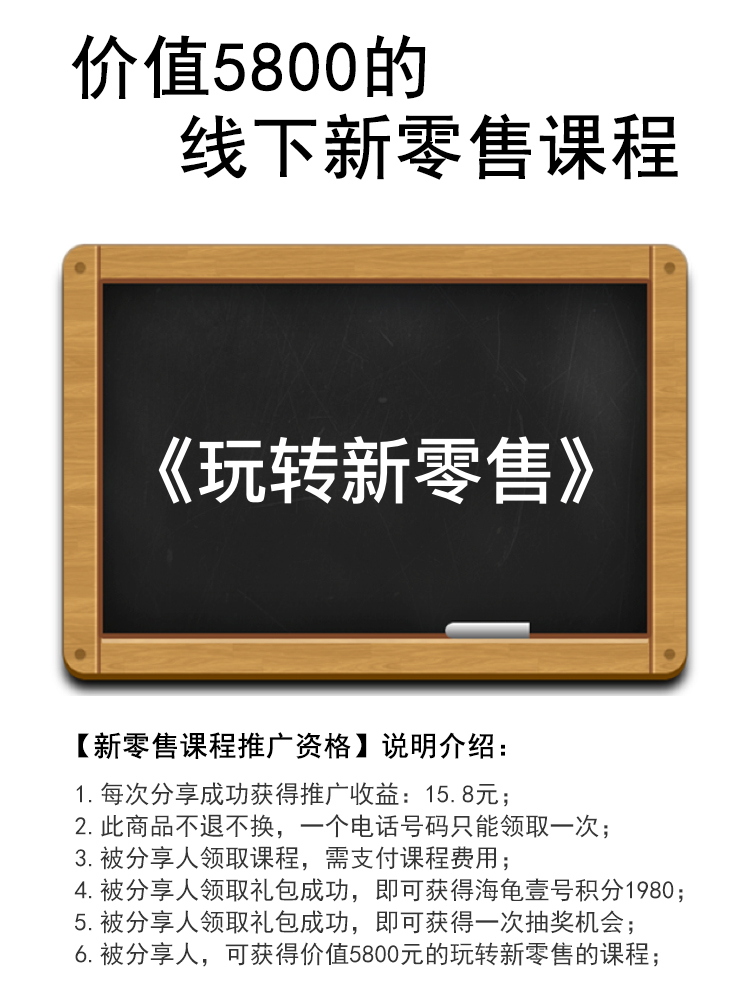 价值5800的
线下新零售课程
《玩转新零售》
【新零售课程推广资格】说明介绍：
1.每次分享成功获得推广收益：15.8元；
2.此商品不退不换，一个电话号码只能领取一次；
3.被分享人领取课程，需支付课程费用；
4.被分享人领取礼包成功，即可获得海龟壹号积分1980；
5.被分享人领取礼包成功，即可获得一次抽奖机会；
6.被分享人，可获得价值5800元的玩转新零售的课程；